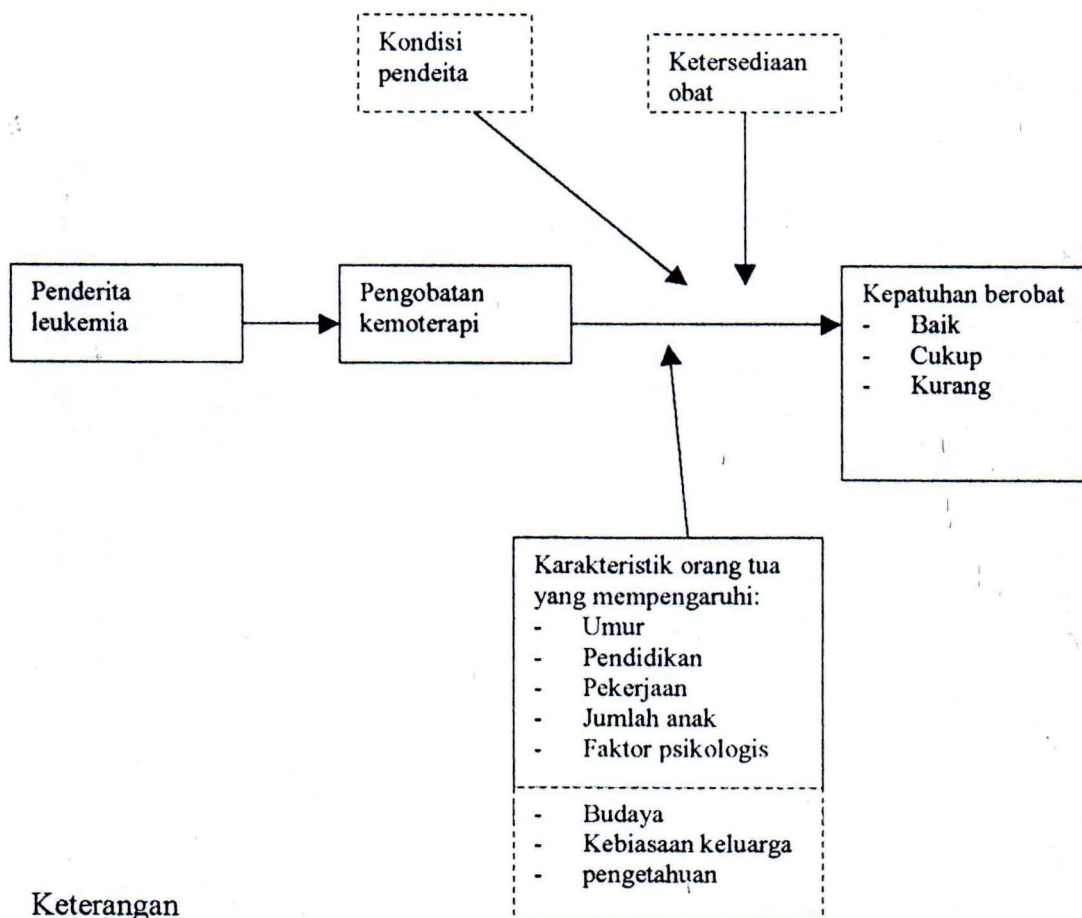 Kondisi
pendeita
Ketersediaan
obat
Penderita
leukemia
Pengobatan
kemoterapi
Kepatuhan berobat
- Baik
- Cukup
- Kurang
Karakteristik orang tua
yang mempengaruhi:
- Umur
- Pendidikan
- Pekerjaan
- Jumlah anak
- Faktor psikologis
- Budaya
- Kebiasaan keluarga
- pengetahuan
Keterangan